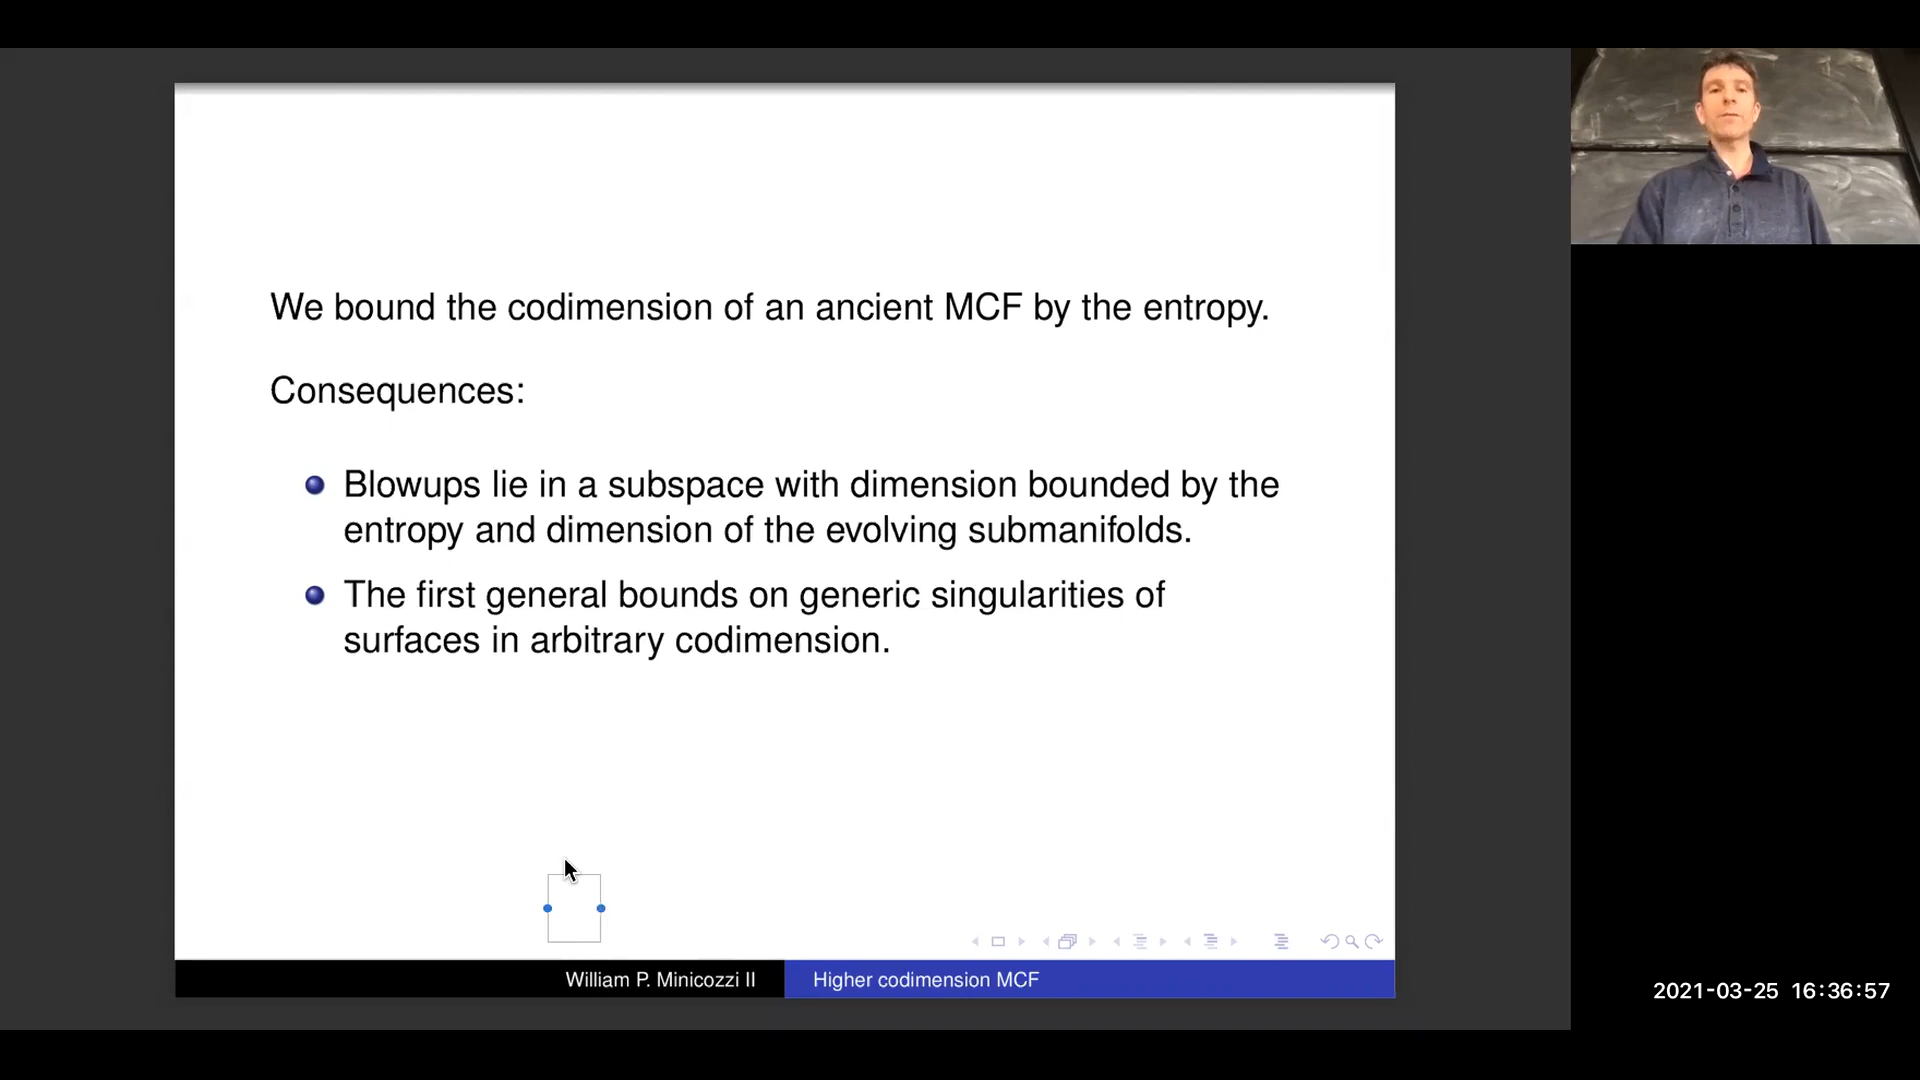 We bound the codimension of an ancient MCF by the entropy.
Consequences:
Blowups lie in a subspace with dimension bounded by the
entropy and dimension of the evolving submanifolds.
The first general bounds on generic singularities of
surfaces in arbitrary codimension.
William P. Minicozzi II
Higher codimension MCF
2021-03-25 16:36:57